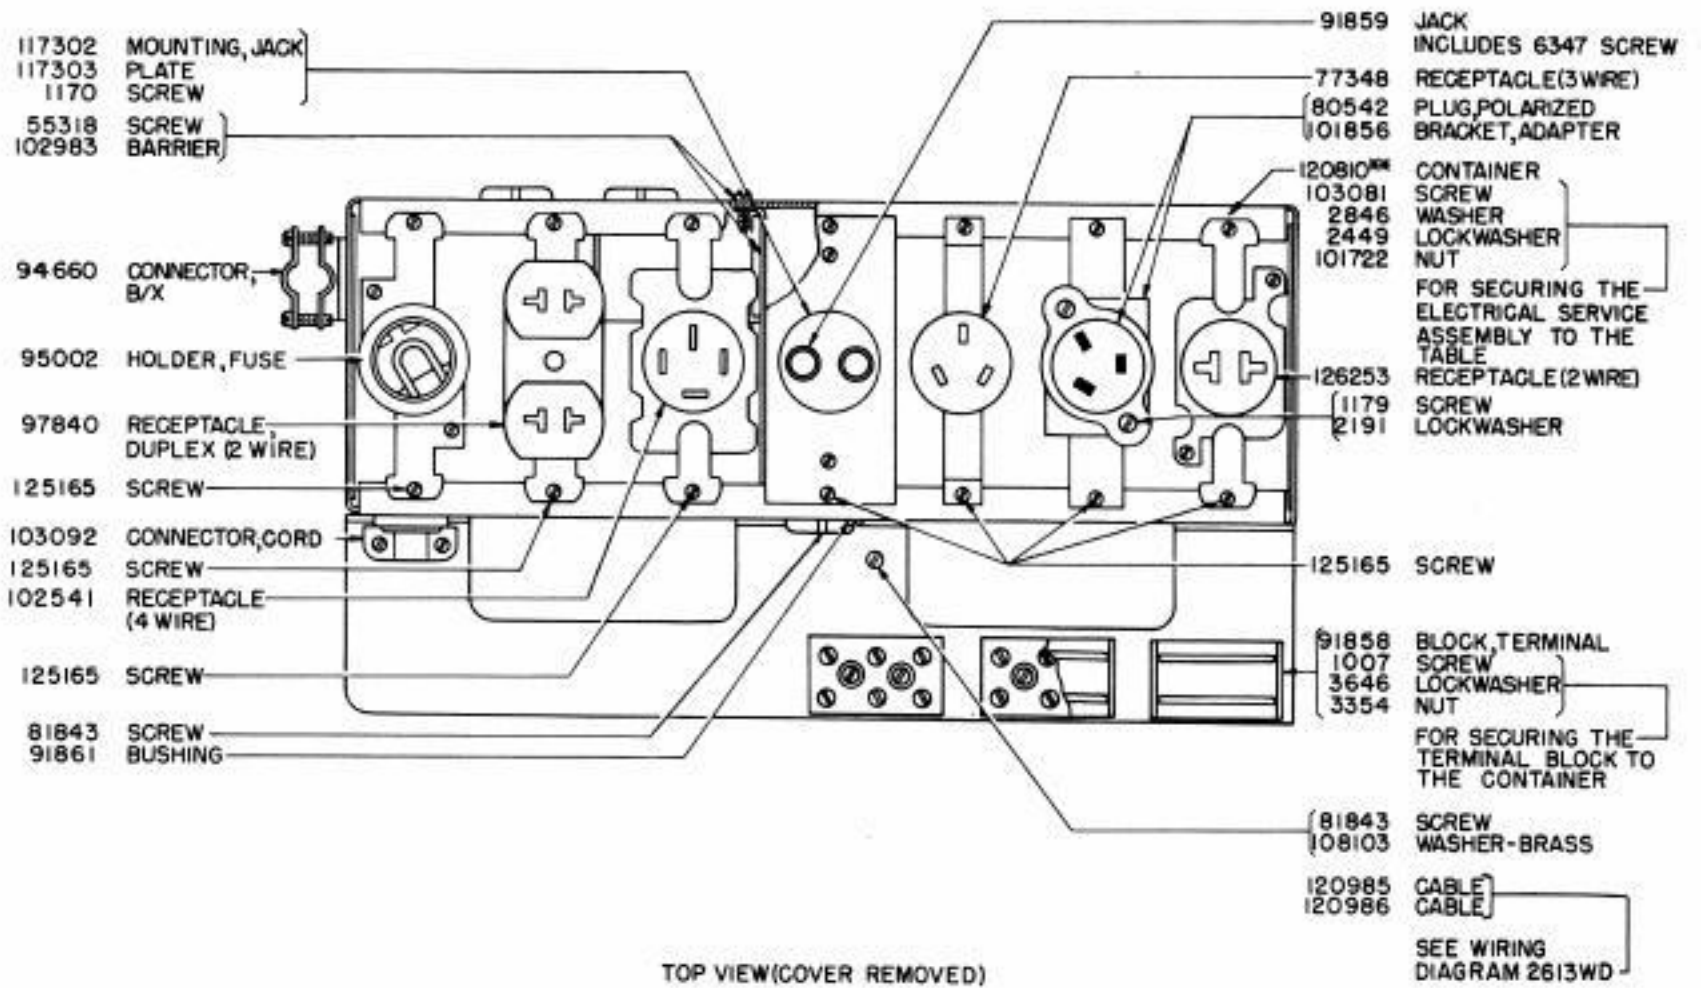 117302 MOUNTING, JACK
117303 PLATE
1170 SCREW
55318 SCREW
102983 BARRIER
94660 CONNECTOR,
B/X
95002 HOLDER, FUSE
97840 RECEPTACLE,
DUPLEX (2 WIRE)
125165 SCREW
103092 CONNECTOR, CORD
125165 SCREW
102541 RECEPTACLE
(4 WIRE)
125165 SCREW
81843 SCREW
91861 BUSHING
91859 JACK
INCLUDES 6347 SCREW
77348 RECEPTACLE (3 WIRE)
80542 PLUG, POLARIZED
101856 BRACKET, ADAPTER
120810 CONTAINER
103081 SCREW
2846 WASHER
2449 LOCKWASHER
101722 NUT
FOR SECURING THE
ELECTRICAL SERVICE
ASSEMBLY TO THE
TABLE
126253 RECEPTACLE (2 WIRE)
1179 SCREW
2191 LOCKWASHER
125165 SCREW
91858 BLOCK, TERMINAL
1007 SCREW
3646 LOCKWASHER
3354 NUT
FOR SECURING THE
TERMINAL BLOCK TO
THE CONTAINER
81843 SCREW
108103 WASHER-BRASS
120985 CABLE
120986 CABLE
SEE WIRING
DIAGRAM 2613WD
TOP VIEW (COVER REMOVED)